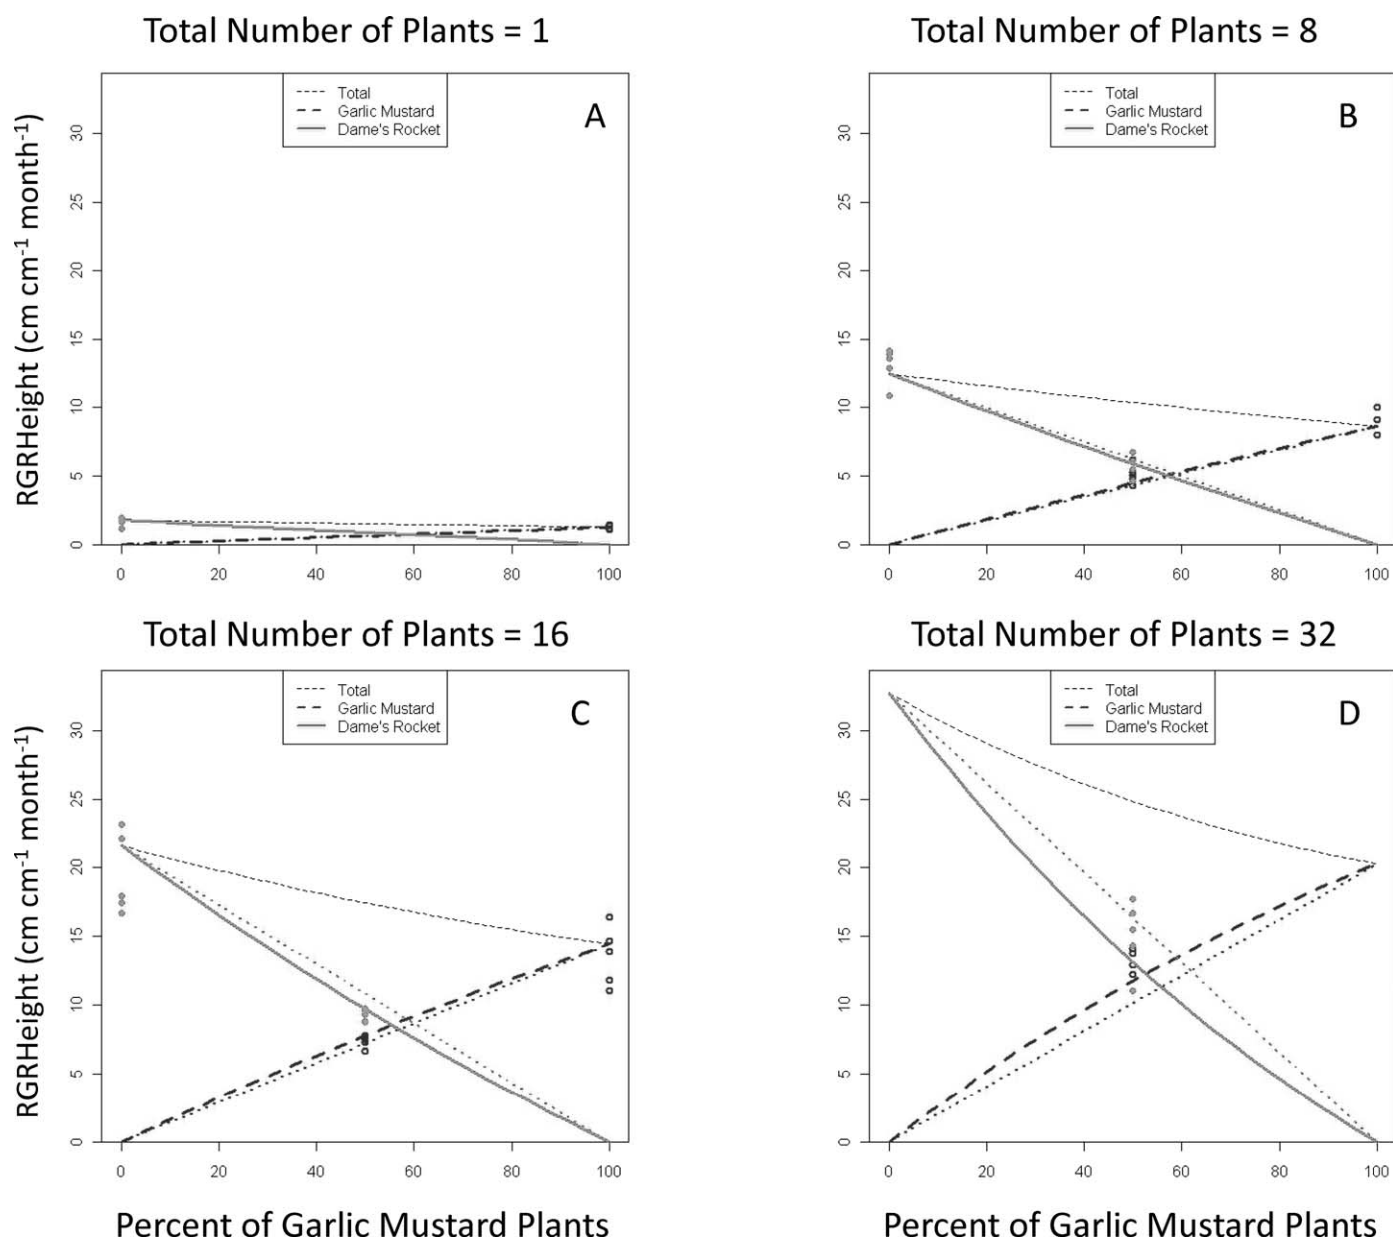 Total Number of Plants = 1
Total Number of Plants = 8
RGRHeight (cm cm-1 month-1)
Total
Garlic Mustard
Dame's Rocket
A
0 5 10 15 20 25 30
0 20 40 60 80 100
Total
Garlic Mustard
Dame's Rocket
B
0 5 10 15 20 25 30
0 20 40 60 80 100
Total Number of Plants = 16
Total Number of Plants = 32
RGRHeight (cm cm-1 month-1)
Total
Garlic Mustard
Dame's Rocket
C
0 5 10 15 20 25 30
0 20 40 60 80 100
Total
Garlic Mustard
Dame's Rocket
D
0 5 10 15 20 25 30
0 20 40 60 80 100
Percent of Garlic Mustard Plants
Percent of Garlic Mustard Plants